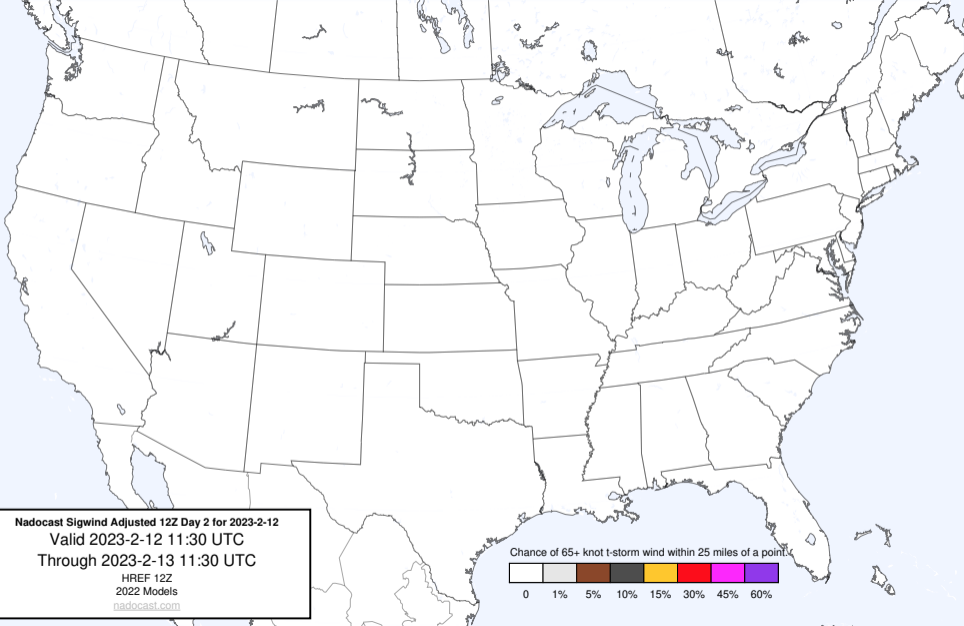 Nadocast Sigwind Adjusted 12Z Day 2 for 2023-2-12
Valid 2023-2-12 11:30 UTC
Through 2023-2-13 11:30 UTC
HREF 12Z
2022 Models
nadocast.com
Chance of 65+ knot t-storm wind within 25 miles of a point.
0 1% 5% 10% 15% 30% 45% 60%